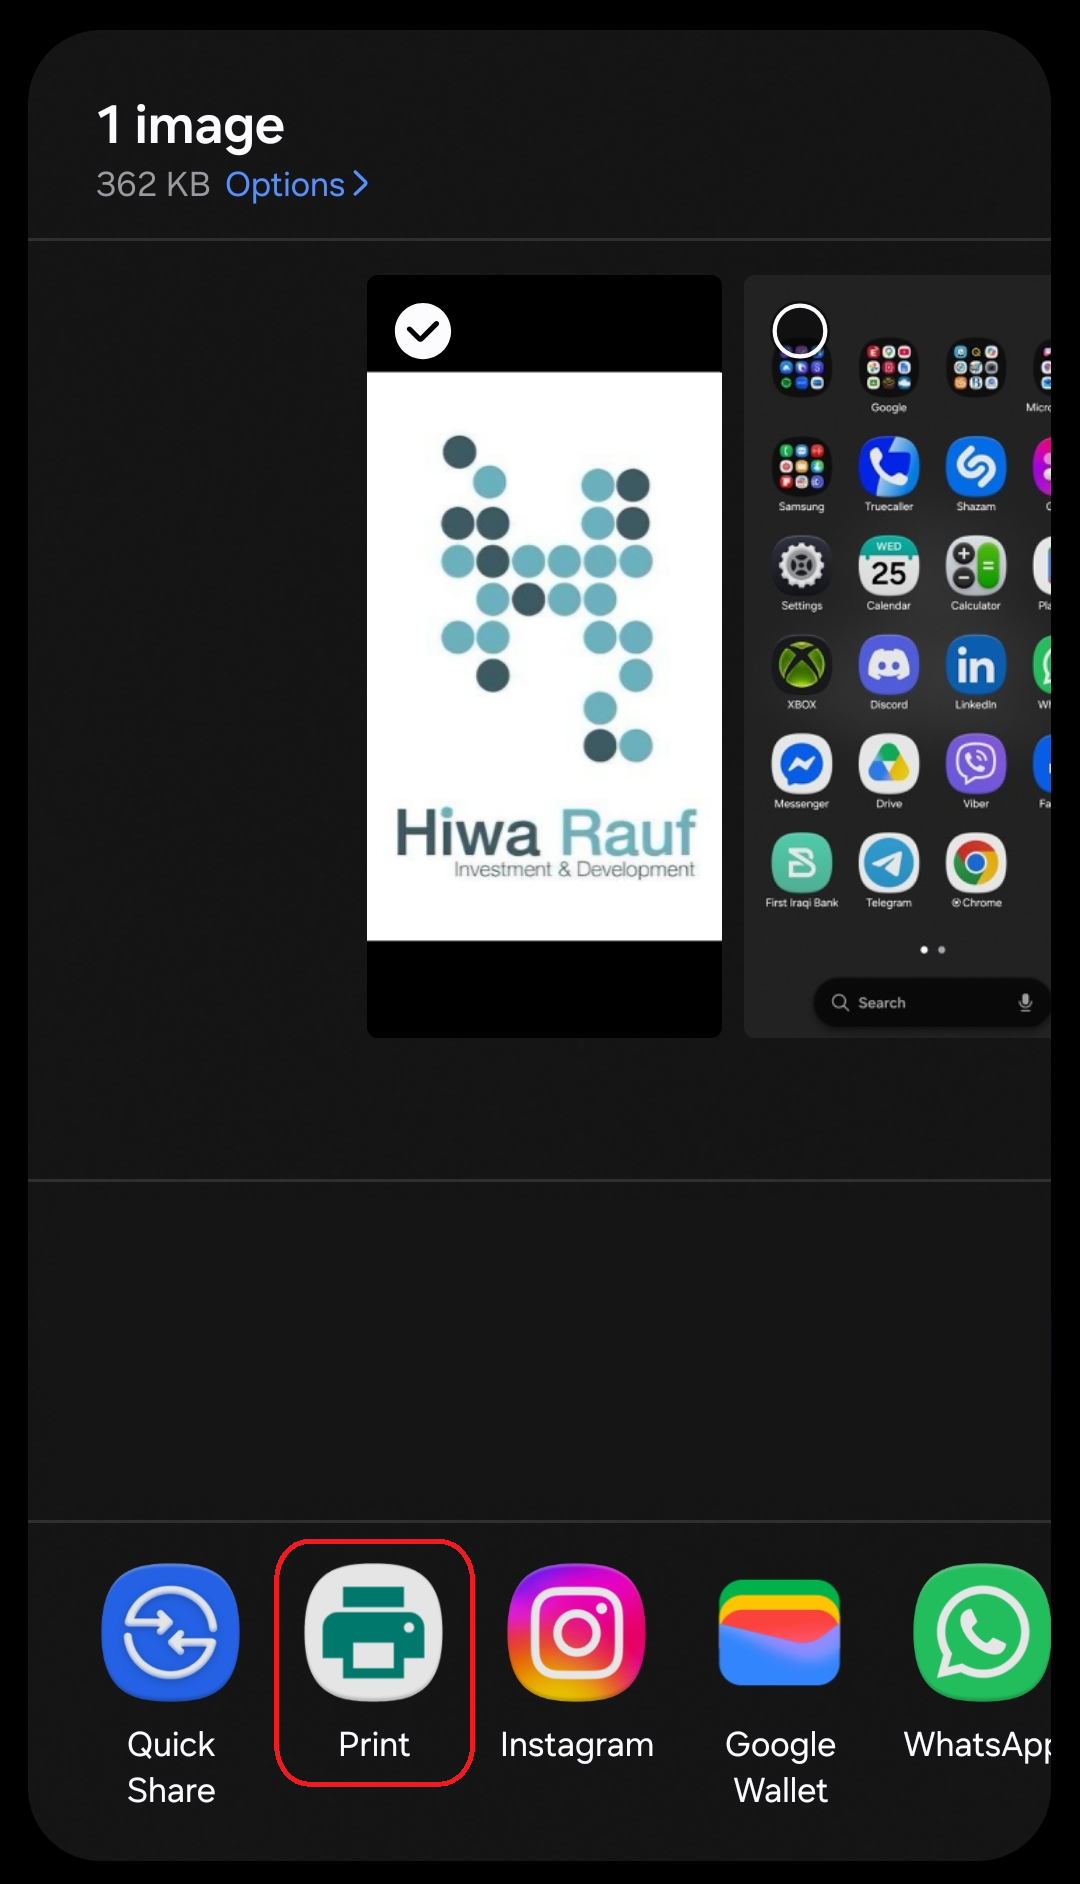 1 image
362 KB Options
Hiwa Rauf
Investment & Development
Google
Samsung
Truecaller
Shazam
WED
25
Settings
Calendar
Calculator
XBOX
Discord
in
LinkedIn
Messenger
Drive
Viber
First Iraqi Bank
Telegram
Chrome
Search
Quick
Share
Print
Instagram
Google
Wallet
WhatsApp